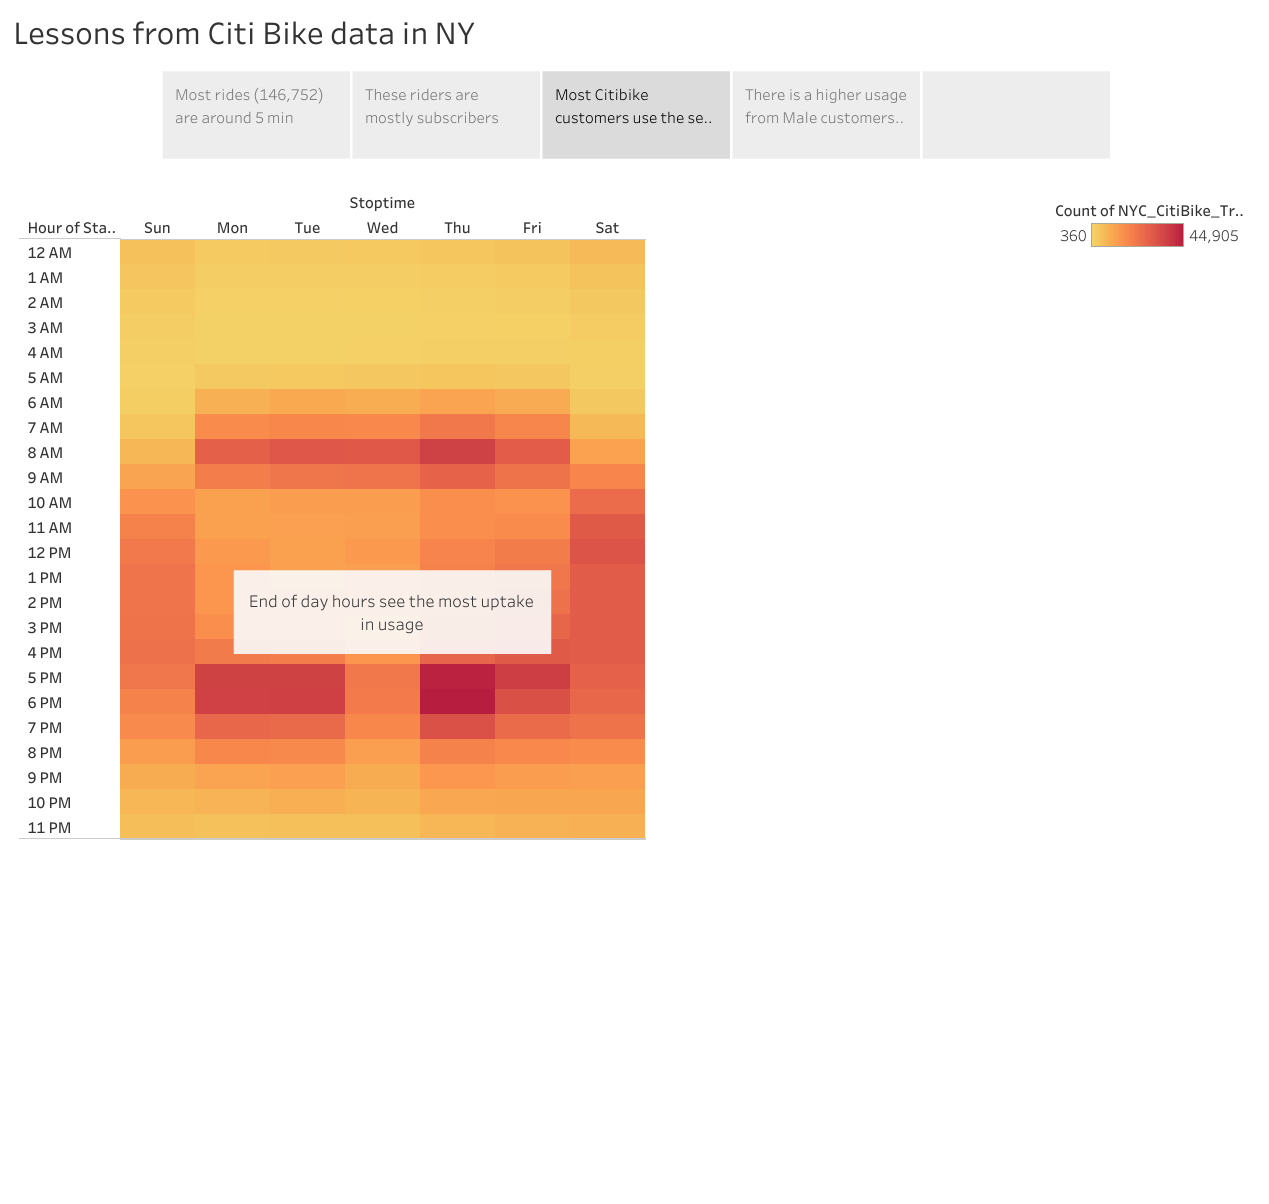 Lessons from Citi Bike data in NY
Most rides (146,752)
are around 5 min
These riders are
mostly subscribers
Most Citibike
customers use the se..
There is a higher usage
from Male customers..
Stoptime
Hour of Sta.. Sun Mon Tue Wed Thu Fri Sat
12 AM
1 AM
2 AM
3 AM
4 AM
5 AM
6 AM
7 AM
8 AM
9 AM
10 AM
11 AM
12 PM
1 PM
2 PM
3 PM
4 PM
5 PM
6 PM
7 PM
8 PM
9 PM
10 PM
11 PM
End of day hours see the most uptake
in usage
Count of NYC_CitiBike_Tr..
360 44,905